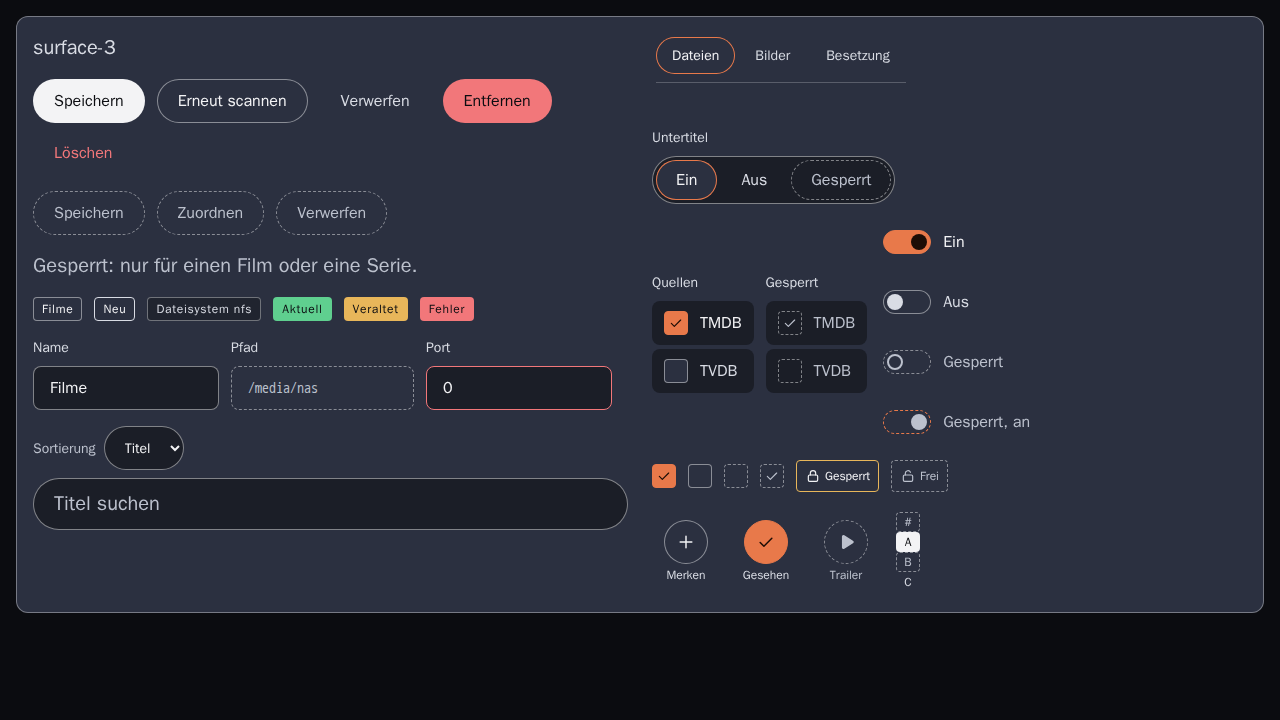 surface-3
Speichern Erneut scannen Verwerfen Entfernen
Löschen
Speichern Zuordnen Verwerfen
Gesperrt: nur für einen Film oder eine Serie.
Filme Neu Dateisystem nfs Aktuell Veraltet Fehler
Name Pfad Port
Filme /media/nas 0
Sortierung Titel
Titel suchen
Dateien Bilder Besetzung
Untertitel
Ein Aus Gesperrt
Quellen Gesperrt
TMDB TMDB
TVDB TVDB
Ein
Aus
Gesperrt
Gesperrt, an
Gesperrt Frei
Merken Gesehen Trailer
#
A
B
C